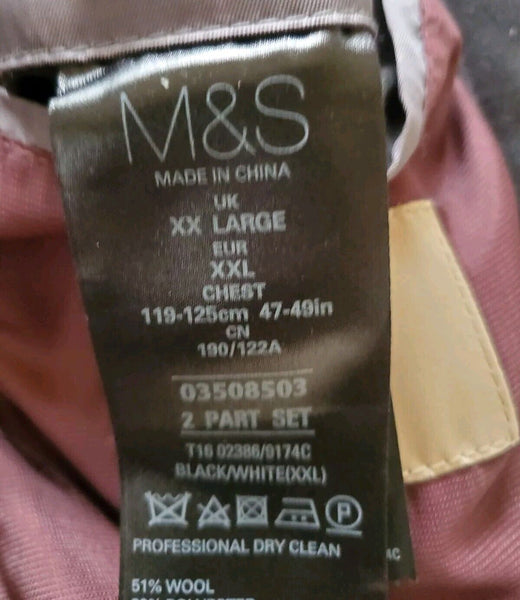 M&S
MADE IN CHINA
UK
XX LARGE
EUR
XXL
CHEST
119-125cm 47-49in
CN
190/122A
03508503
2 PART SET
T16 02386/9174C
BLACK/WHITE(XXL)
P
PROFESSIONAL DRY CLEAN
AC
51% WOOL